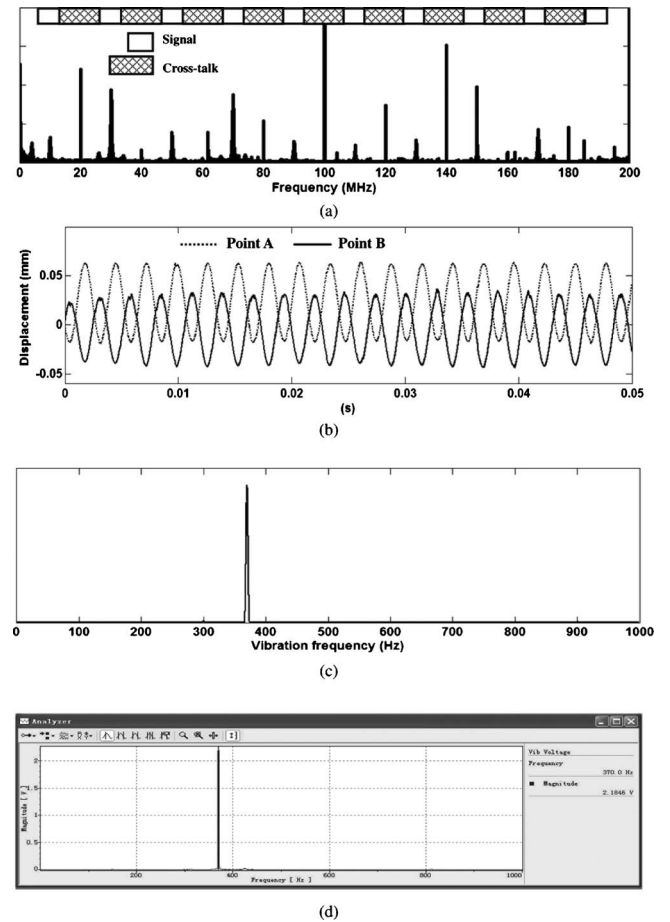 Signal
Cross-talk
0 20 40 60 80 100 120 140 160 180 200
Frequency (MHz)
(a)
Point A Point B
Displacement (mm)
0.05
0
-0.05
0 0.01 0.02 0.03 0.04 0.05
(s)
(b)
0 100 200 300 400 500 600 700 800 900 1000
Vibration frequency (Hz)
(c)
Analyzer
Vib Voltage
Frequency
370.0 Hz
Magnitude
2.1846 V
Magnitude [ V ]
2
1.5
1
0.5
0
200 400 600 800 1000
Frequency [ Hz ]
(d)